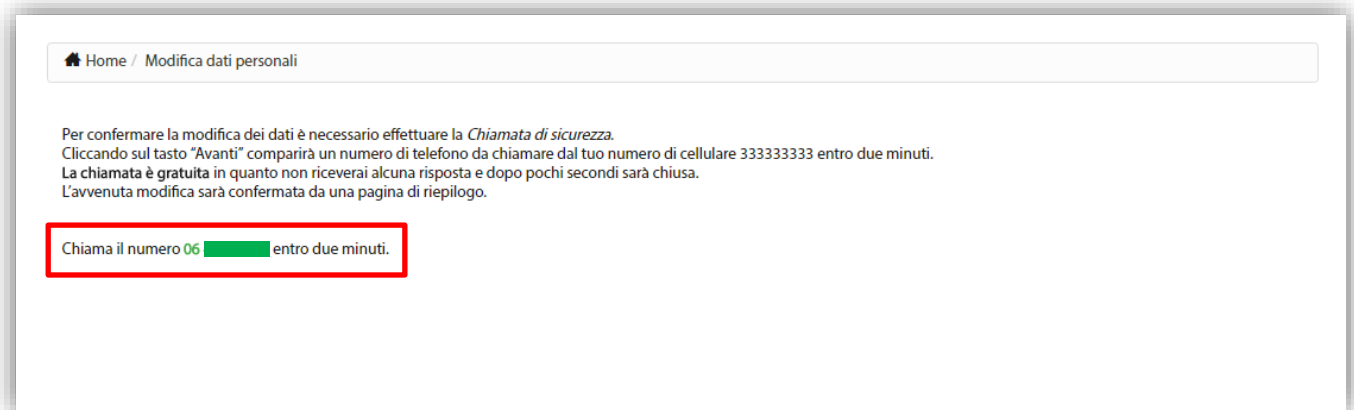 Home / Modifica dati personali
Per confermare la modifica dei dati è necessario effettuare la Chiamata di sicurezza.
Cliccando sul tasto “Avanti” comparirà un numero di telefono da chiamare dal tuo numero di cellulare 333333333 entro due minuti.
La chiamata è gratuita in quanto non riceverai alcuna risposta e dopo pochi secondi sarà chiusa.
L’avvenuta modifica sarà confermata da una pagina di riepilogo.
Chiama il numero 06 entro due minuti.